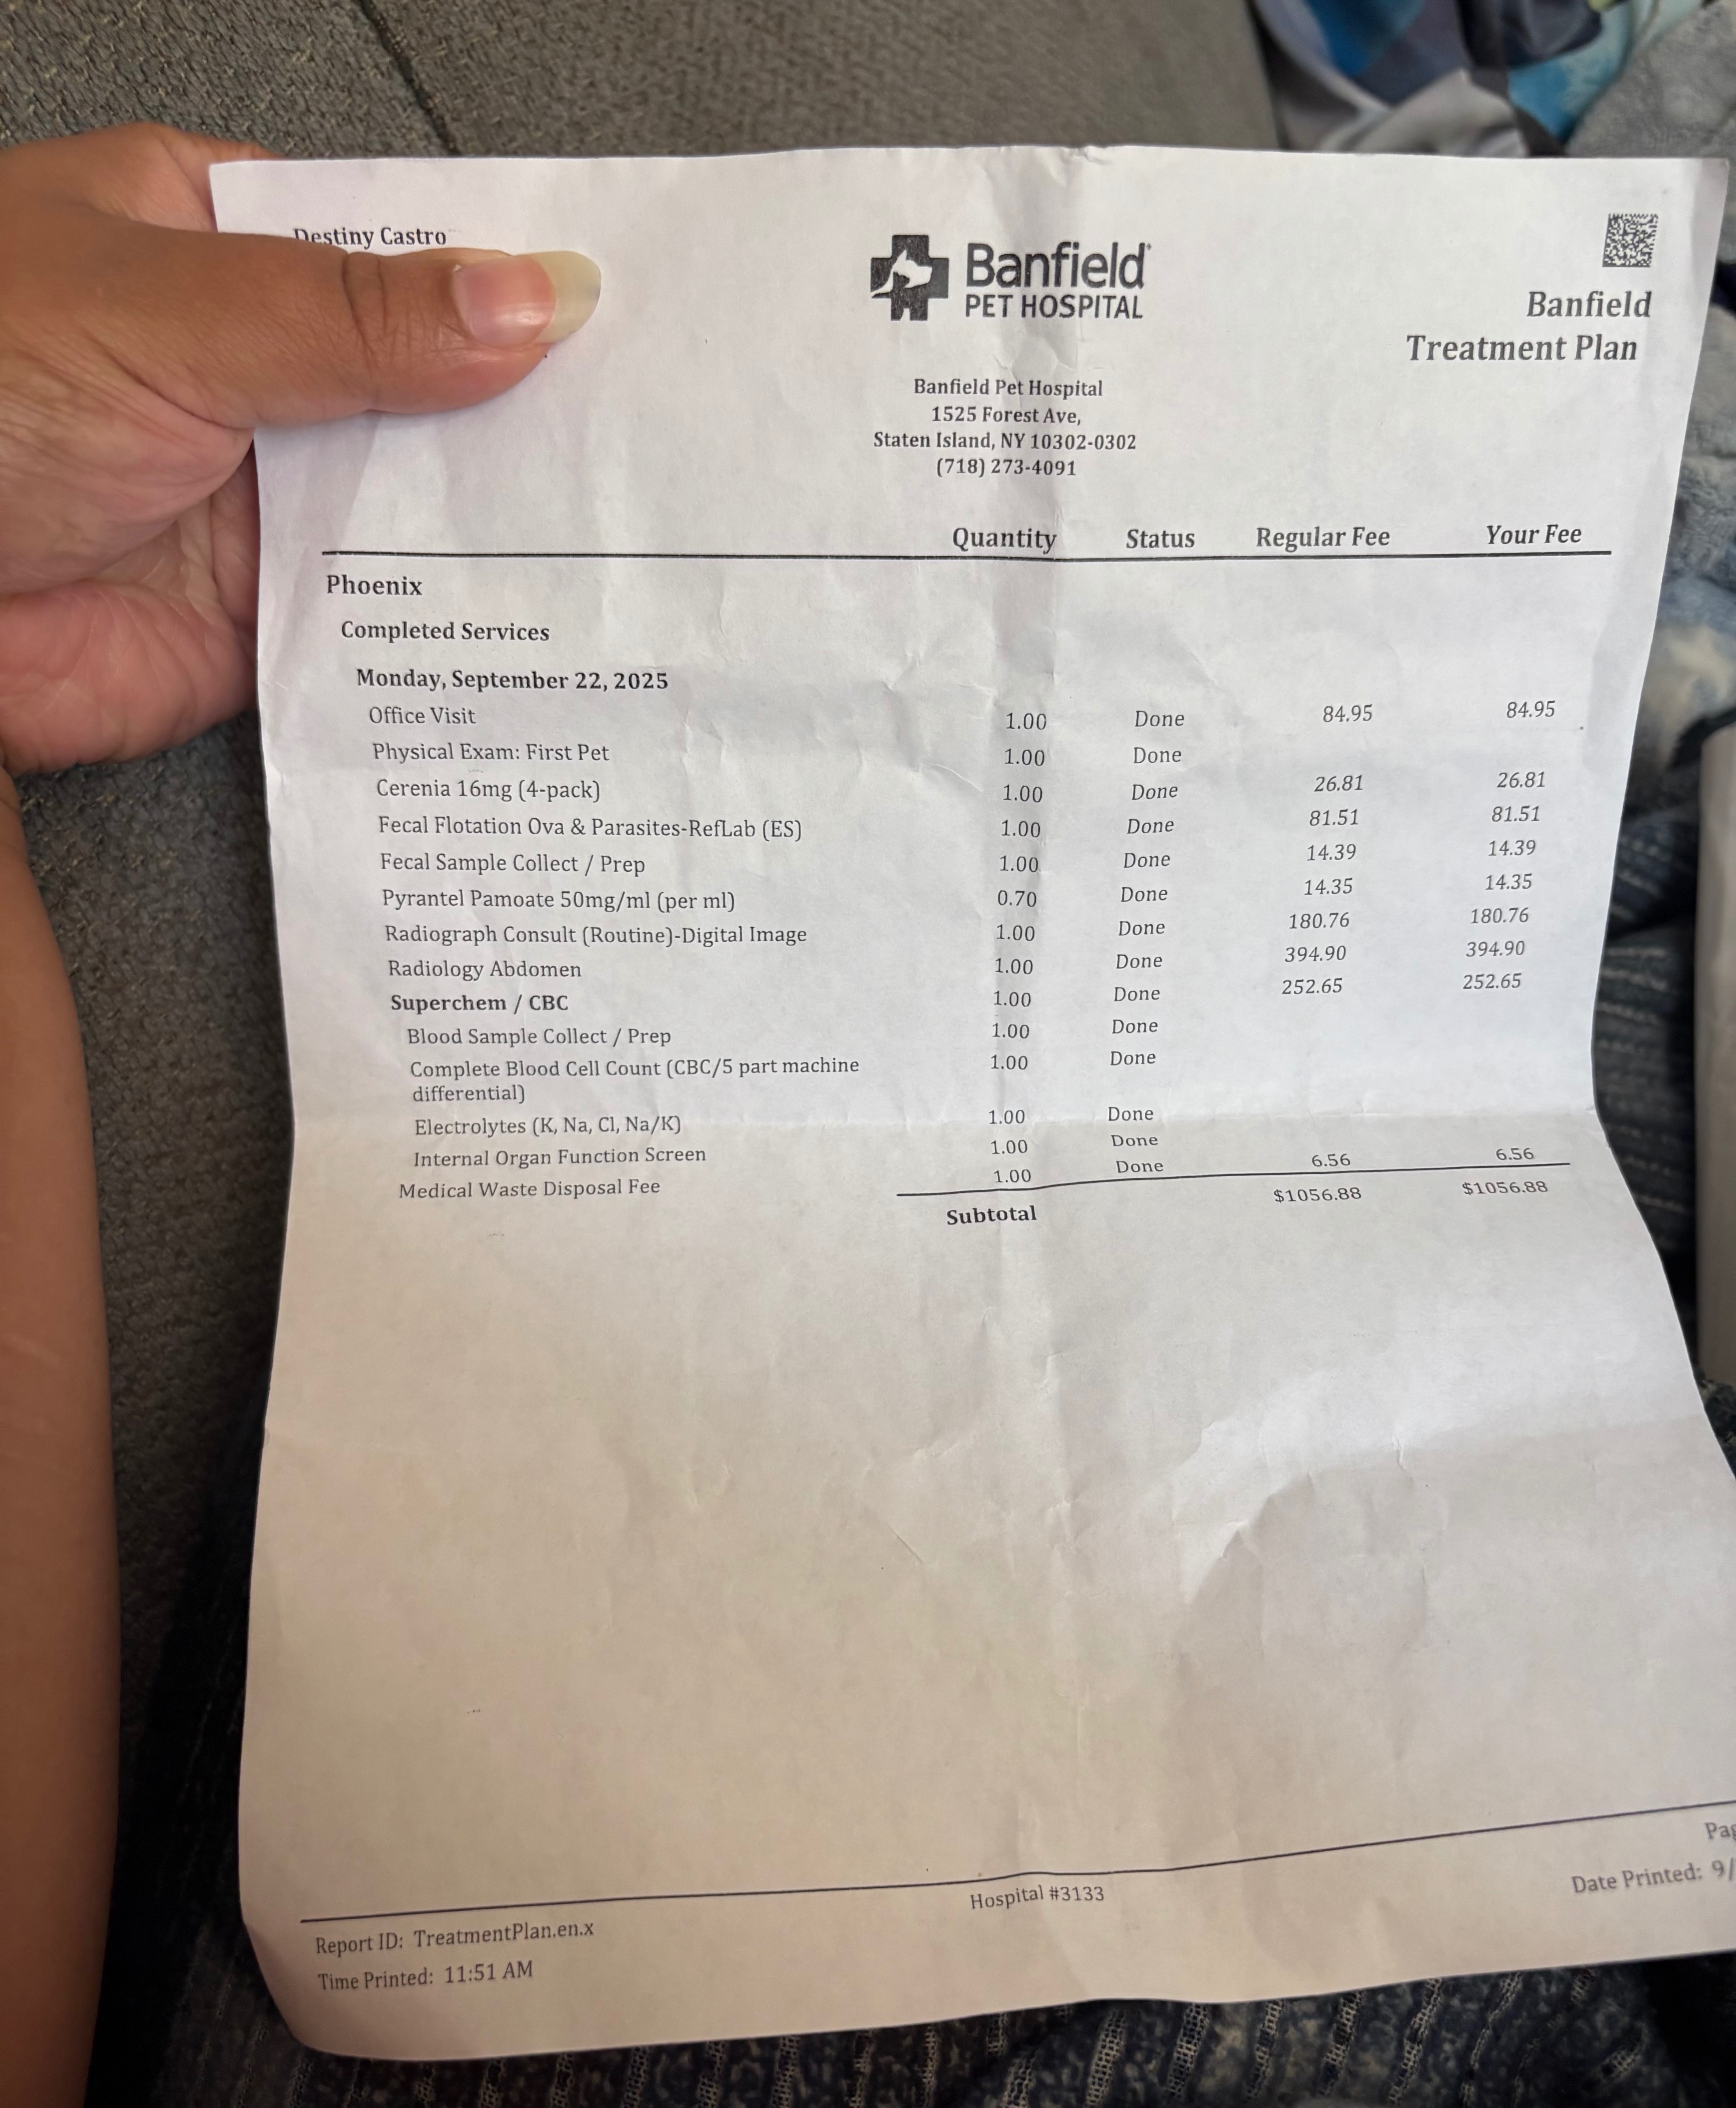 Destiny Castro
Banfield
PET HOSPITAL
Banfield
Treatment Plan
Banfield Pet Hospital
1525 Forest Ave,
Staten Island, NY 10302-0302
(718) 273-4091
Quantity Status Regular Fee Your Fee
Phoenix
Completed Services
Monday, September 22, 2025
Office Visit 1.00 Done 84.95 84.95
Physical Exam: First Pet 1.00 Done
Cerenia 16mg (4-pack) 1.00 Done 26.81 26.81
Fecal Flotation Ova & Parasites-RefLab (ES) 1.00 Done 81.51 81.51
Fecal Sample Collect / Prep 1.00 Done 14.39 14.39
Pyrantel Pamoate 50mg/ml (per ml) 0.70 Done 14.35 14.35
Radiograph Consult (Routine)-Digital Image 1.00 Done 180.76 180.76
Radiology Abdomen 1.00 Done 394.90 394.90
Superchem / CBC 1.00 Done 252.65 252.65
Blood Sample Collect / Prep 1.00 Done
Complete Blood Cell Count (CBC/5 part machine 1.00 Done
differential)
Electrolytes (K, Na, Cl, Na/K) 1.00 Done
Internal Organ Function Screen 1.00 Done
Medical Waste Disposal Fee 1.00 Done 6.56 6.56
Subtotal $1056.88 $1056.88
Report ID: TreatmentPlan.en.x
Time Printed: 11:51 AM
Hospital #3133
Date Printed: 9/